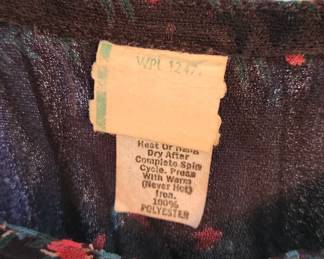 WPL 1247
Heat Or Hang
Dry After
Complete Spin
Cycle. Press
With Warm
(Never Hot)
Iron.
100%
POLYESTER